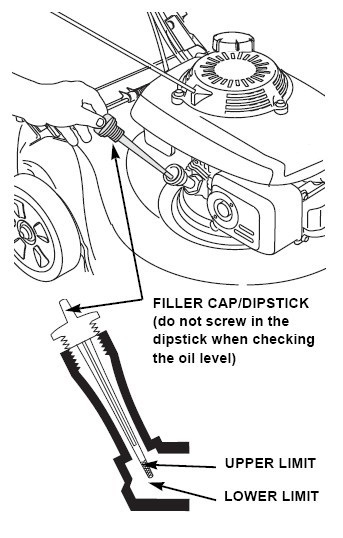 FILLER CAP/DIPSTICK
(do not screw in the
dipstick when checking
the oil level)
UPPER LIMIT
LOWER LIMIT